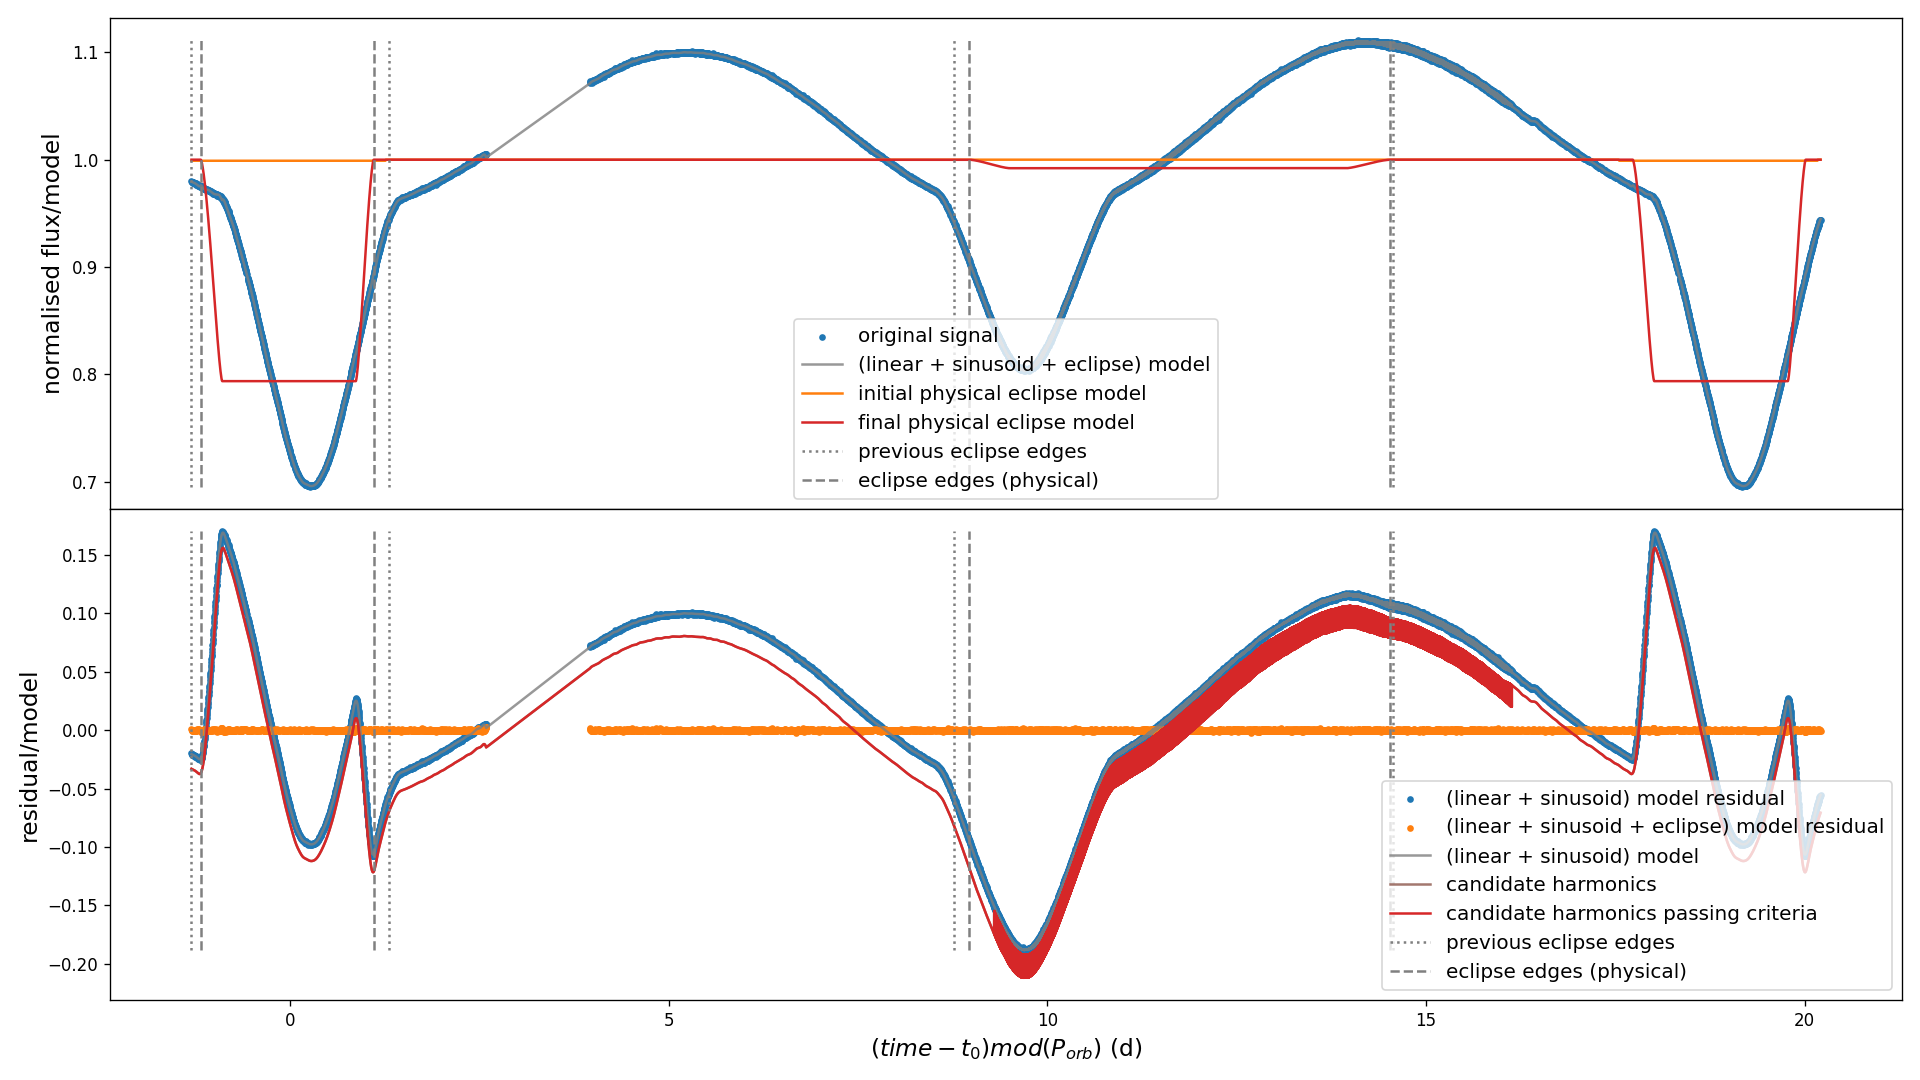 normalised flux/model
1.1
1.0
0.9
0.8
0.7
original signal
(linear + sinusoid + eclipse) model
initial physical eclipse model
final physical eclipse model
previous eclipse edges
eclipse edges (physical)
residual/model
0.15
0.10
0.05
0.00
−0.05
−0.10
−0.15
−0.20
(linear + sinusoid) model residual
(linear + sinusoid + eclipse) model residual
(linear + sinusoid) model
candidate harmonics
candidate harmonics passing criteria
previous eclipse edges
eclipse edges (physical)
0 5 10 15 20
(time − t₀)mod(P_orb) (d)